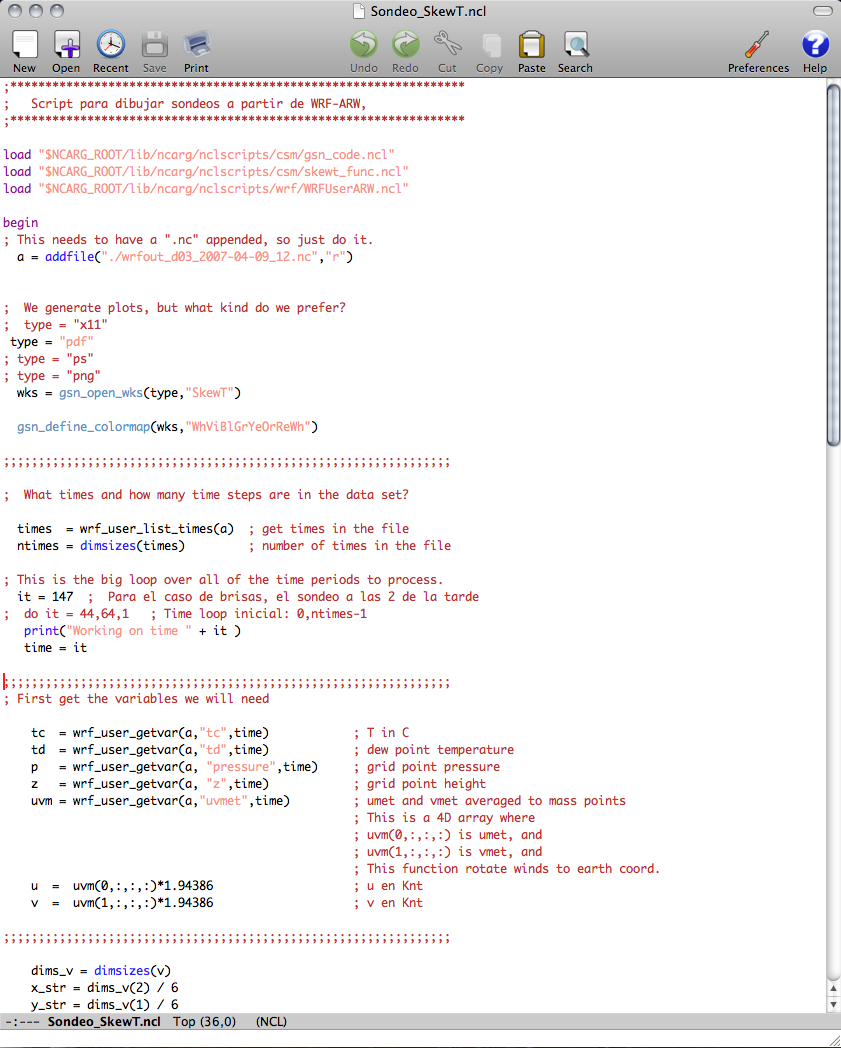 Sondeo_SkewT.ncl
New Open Recent Save Print Undo Redo Cut Copy Paste Search Preferences Help
;*****************************************************************
;   Script para dibujar sondeos a partir de WRF-ARW,
;*****************************************************************
load "$NCARG_ROOT/lib/ncarg/nclscripts/csm/gsn_code.ncl"
load "$NCARG_ROOT/lib/ncarg/nclscripts/csm/skewt_func.ncl"
load "$NCARG_ROOT/lib/ncarg/nclscripts/wrf/WRFUserARW.ncl"
begin
; This needs to have a ".nc" appended, so just do it.
  a = addfile("./wrfout_d03_2007-04-09_12.nc","r")
;  We generate plots, but what kind do we prefer?
;  type = "x11"
 type = "pdf"
; type = "ps"
; type = "png"
  wks = gsn_open_wks(type,"SkewT")
  gsn_define_colormap(wks,"WhViBlGrYeOrReWh")
;;;;;;;;;;;;;;;;;;;;;;;;;;;;;;;;;;;;;;;;;;;;;;;;;;;;;;;;;;;;;;;;
;  What times and how many time steps are in the data set?
  times  = wrf_user_list_times(a)  ; get times in the file
  ntimes = dimsizes(times)         ; number of times in the file
; This is the big loop over all of the time periods to process.
  it = 147  ;  Para el caso de brisas, el sondeo a las 2 de la tarde
;  do it = 44,64,1   ; Time loop inicial: 0,ntimes-1
   print("Working on time " + it )
   time = it
;;;;;;;;;;;;;;;;;;;;;;;;;;;;;;;;;;;;;;;;;;;;;;;;;;;;;;;;;;;;;;;;
; First get the variables we will need
    tc  = wrf_user_getvar(a,"tc",time)            ; T in C
    td  = wrf_user_getvar(a,"td",time)            ; dew point temperature
    p   = wrf_user_getvar(a, "pressure",time)     ; grid point pressure
    z   = wrf_user_getvar(a, "z",time)            ; grid point height
    uvm = wrf_user_getvar(a,"uvmet",time)         ; umet and vmet averaged to mass points
                                                  ; This is a 4D array where
                                                  ; uvm(0,:,:,:) is umet, and
                                                  ; uvm(1,:,:,:) is vmet, and
                                                  ; This function rotate winds to earth coord.
    u  =  uvm(0,:,:,:)*1.94386                    ; u en Knt
    v  =  uvm(1,:,:,:)*1.94386                    ; v en Knt
;;;;;;;;;;;;;;;;;;;;;;;;;;;;;;;;;;;;;;;;;;;;;;;;;;;;;;;;;;;;;;;;
    dims_v = dimsizes(v)
    x_str = dims_v(2) / 6
    y_str = dims_v(1) / 6
-:--- Sondeo_SkewT.ncl   Top (36,0)   (NCL)